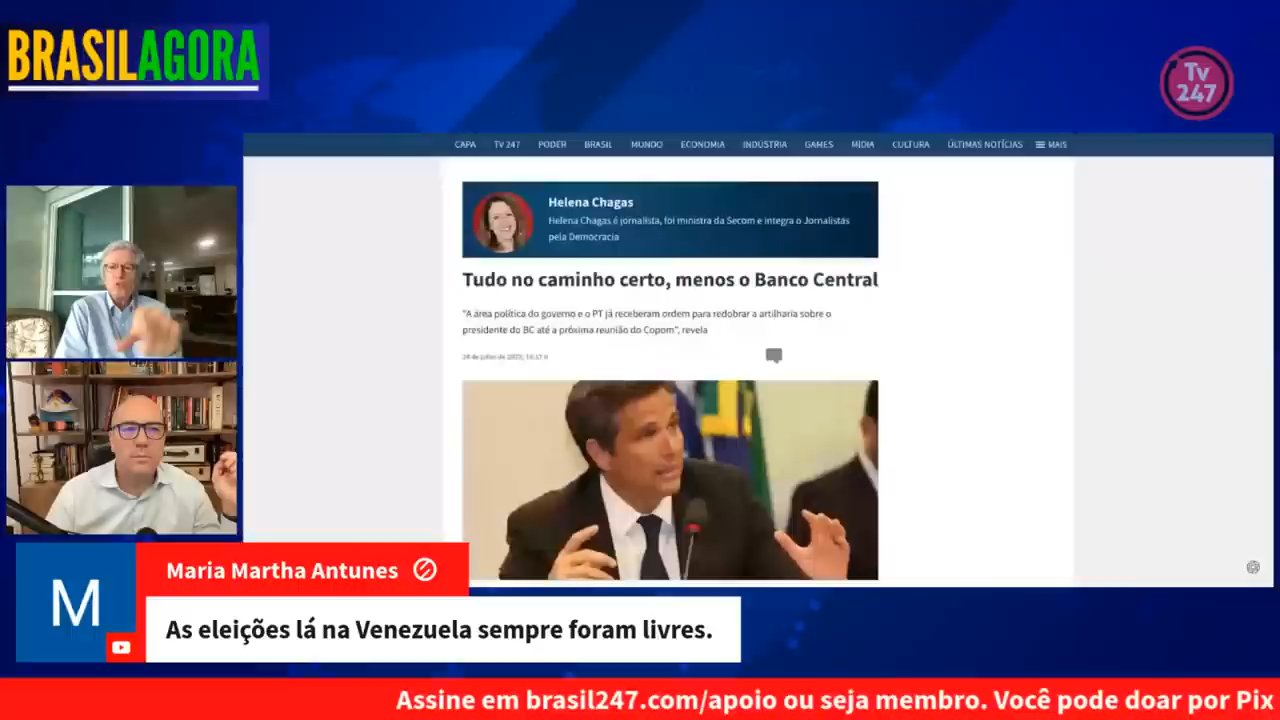 BRASILAGORA
Tv
247
CAPA TV 247 PODER BRASIL MUNDO ECONOMIA INDÚSTRIA GAMES MÍDIA CULTURA ÚLTIMAS NOTÍCIAS MAIS
Helena Chagas
Helena Chagas é jornalista, foi ministra da Secom e integra o Jornalistas
pela Democracia
Tudo no caminho certo, menos o Banco Central
"A área política do governo e o PT já receberam ordem para redobrar a artilharia sobre o
presidente do BC até a próxima reunião do Copom", revela
M
Maria Martha Antunes
As eleições lá na Venezuela sempre foram livres.
Assine em brasil247.com/apoio ou seja membro. Você pode doar por Pix